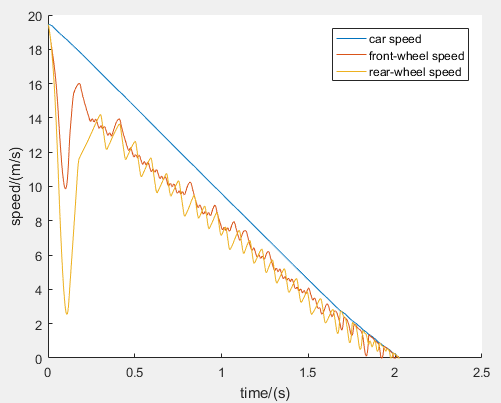 20
18
16
14
12
10
8
6
4
2
0
speed/(m/s)
car speed
front-wheel speed
rear-wheel speed
0 0.5 1 1.5 2 2.5
time/(s)